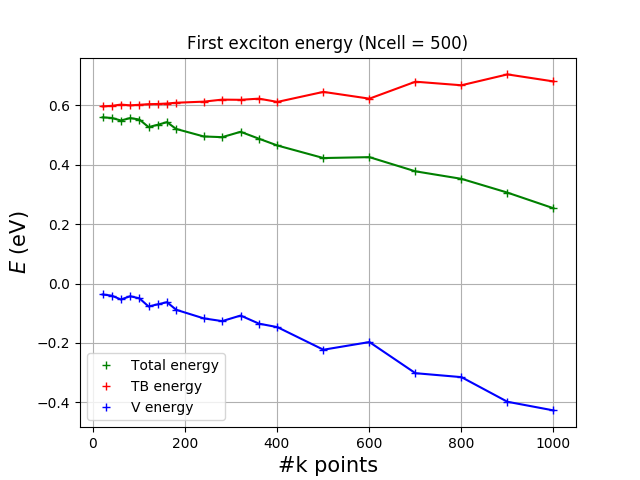 First exciton energy (Ncell = 500)
0.6
0.4
0.2
0.0
−0.2
−0.4
E (eV)
Total energy
TB energy
V energy
0 200 400 600 800 1000
#k points